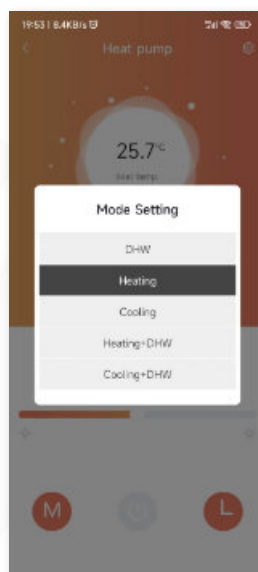 19:53 | 8.4KB/s
Heat pump
25.7°C
Mode Setting
DHW
Heating
Cooling
Heating+DHW
Cooling+DHW
M